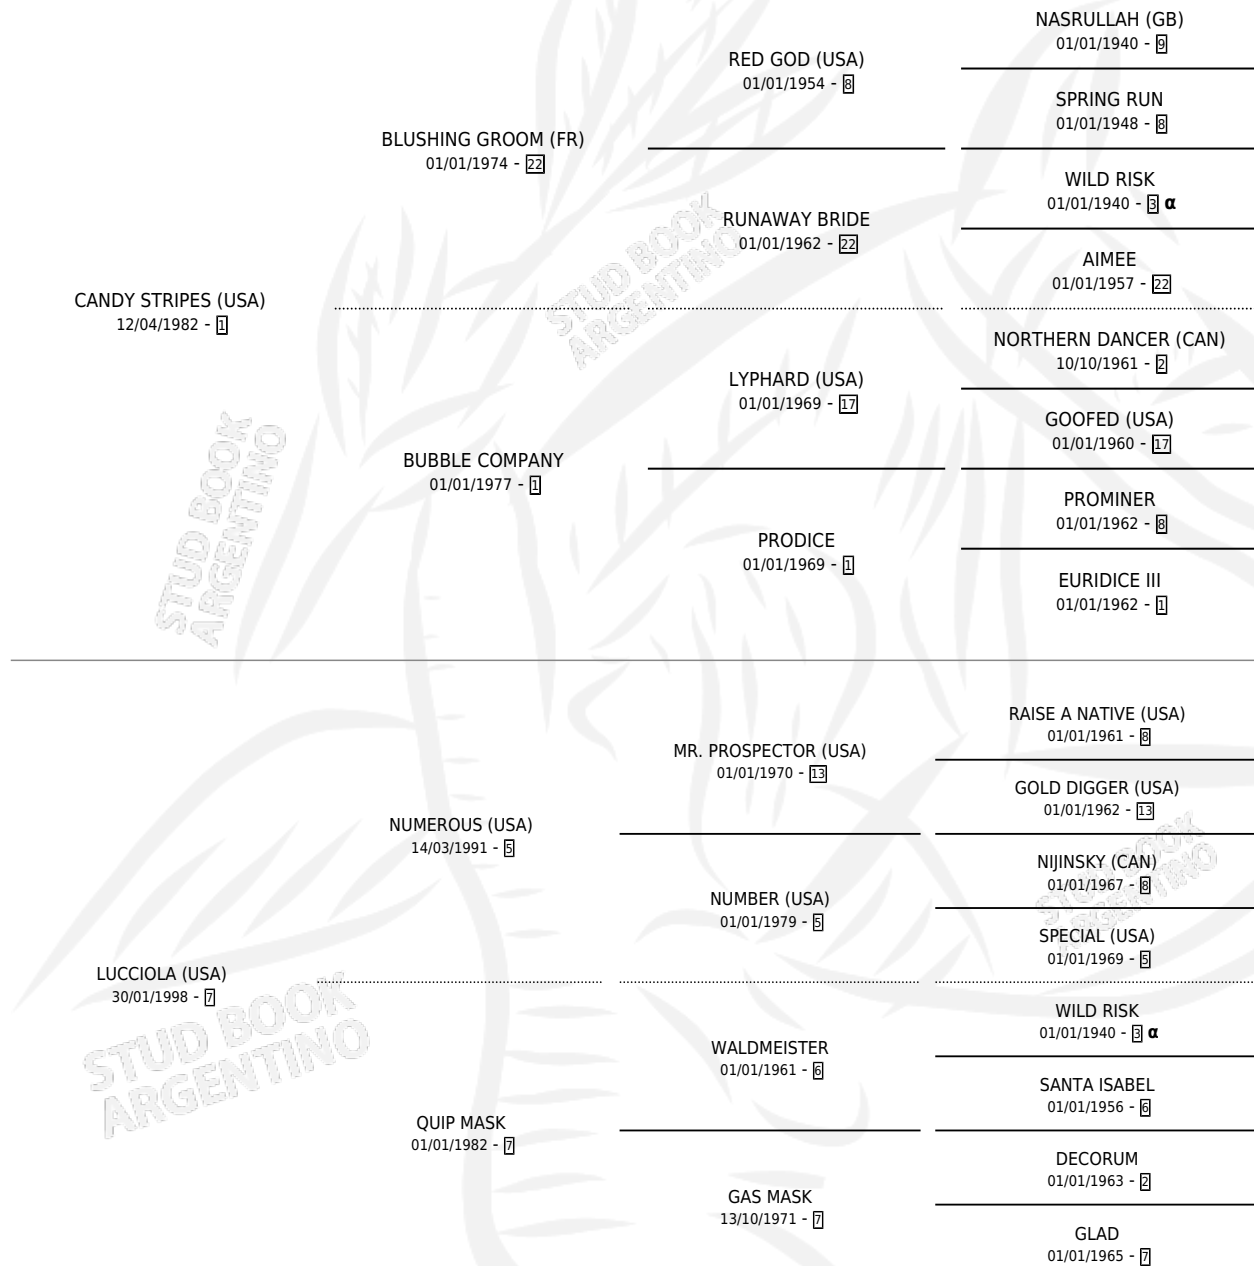 NASRULLAH (GB)
01/01/1940 - 9
RED GOD (USA)
01/01/1954 - 8
SPRING RUN
01/01/1948 - 8
BLUSHING GROOM (FR)
01/01/1974 - 22
WILD RISK
01/01/1940 - 3 α
RUNAWAY BRIDE
01/01/1962 - 22
AIMEE
01/01/1957 - 22
CANDY STRIPES (USA)
12/04/1982 - 1
NORTHERN DANCER (CAN)
10/10/1961 - 2
LYPHARD (USA)
01/01/1969 - 17
GOOFED (USA)
01/01/1960 - 17
BUBBLE COMPANY
01/01/1977 - 1
PROMINER
01/01/1962 - 8
PRODICE
01/01/1969 - 1
EURIDICE III
01/01/1962 - 1
RAISE A NATIVE (USA)
01/01/1961 - 8
MR. PROSPECTOR (USA)
01/01/1970 - 13
GOLD DIGGER (USA)
01/01/1962 - 13
NUMEROUS (USA)
14/03/1991 - 5
NIJINSKY (CAN)
01/01/1967 - 8
NUMBER (USA)
01/01/1979 - 5
SPECIAL (USA)
01/01/1969 - 5
LUCCIOLA (USA)
30/01/1998 - 7
WILD RISK
01/01/1940 - 3 α
WALDMEISTER
01/01/1961 - 6
SANTA ISABEL
01/01/1956 - 6
QUIP MASK
01/01/1982 - 7
DECORUM
01/01/1963 - 2
GAS MASK
13/10/1971 - 7
GLAD
01/01/1965 - 7
STUD BOOK
ARGENTINO
STUD BOOK
ARGENTINO
STUD BOOK
ARGENTINO
STUD BOOK
ARGENTINO